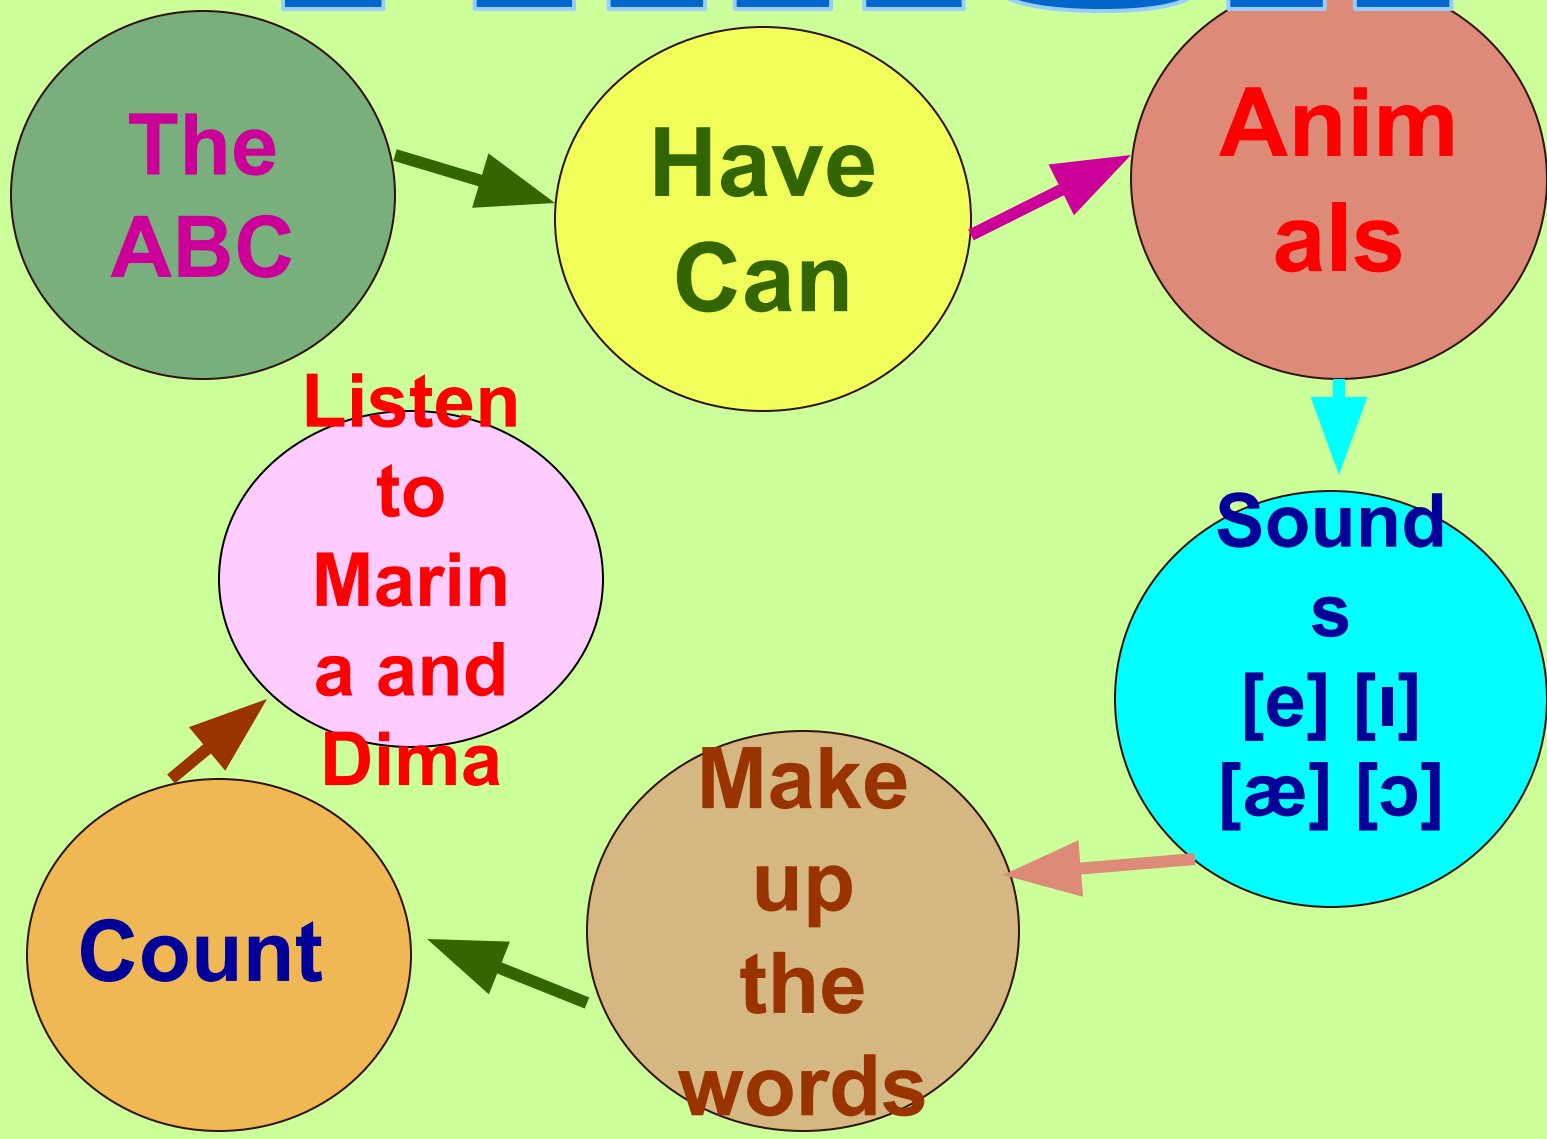 The
ABC
Have
Can
Anim
als
Sound
s
[e] [ɪ]
[æ] [ɔ]
Make
up
the
words
Count
Listen
to
Marin
a and
Dima